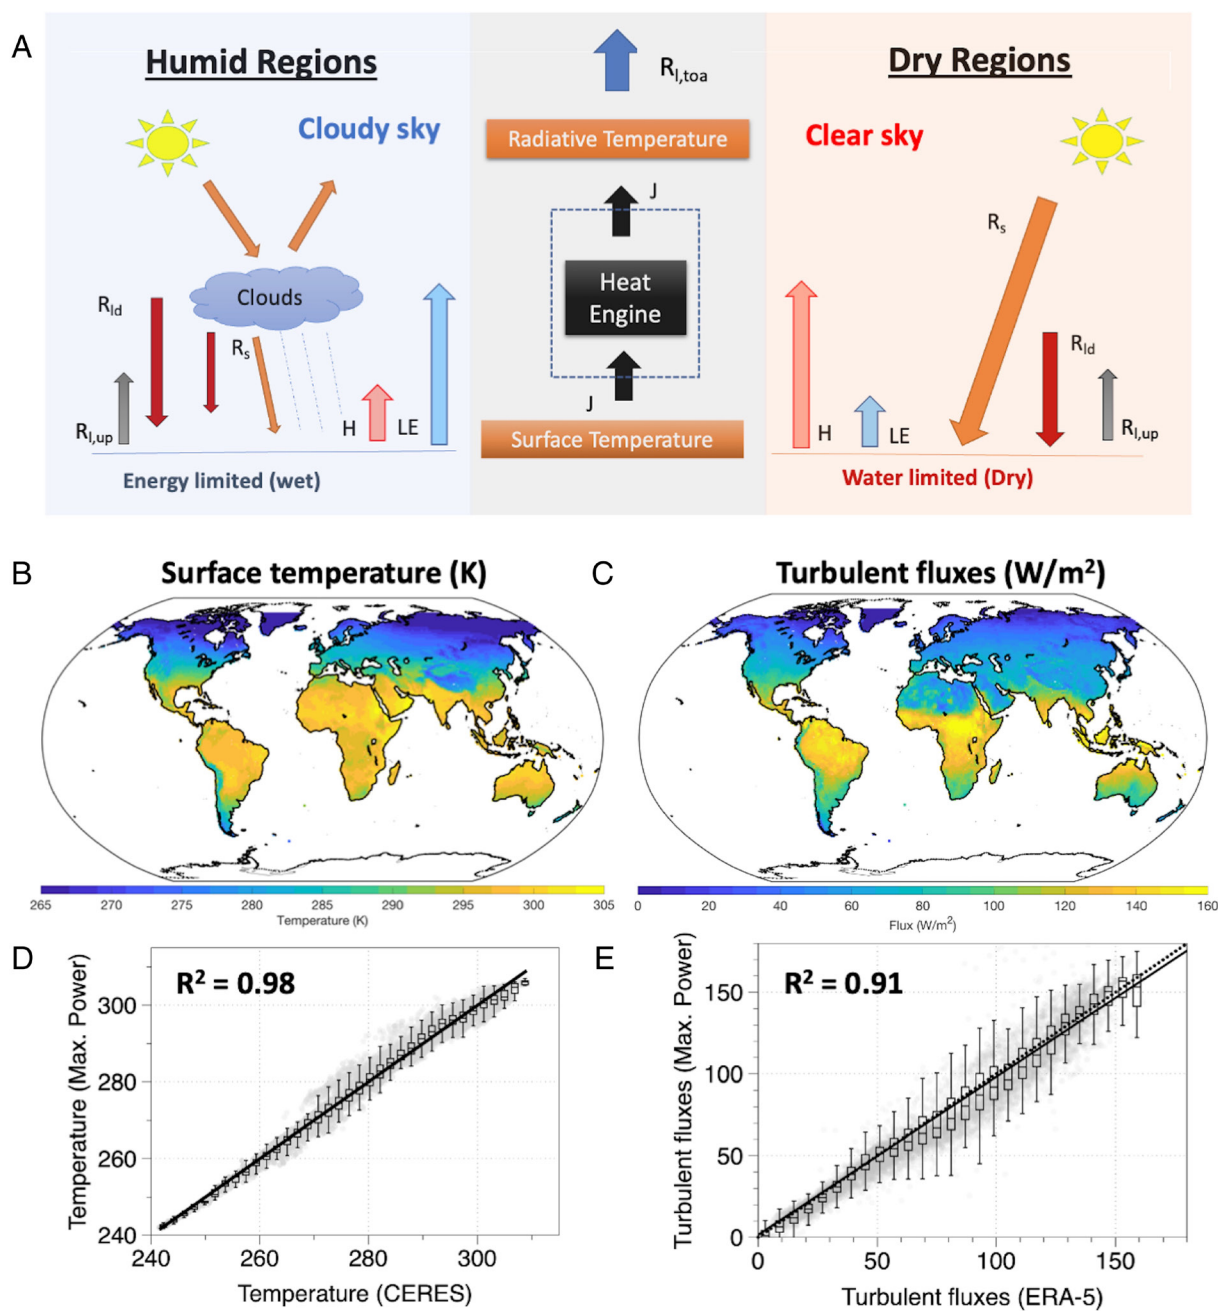 A
Humid Regions
Cloudy sky
Clouds
Rld
Rs
Rl,up
H
LE
Energy limited (wet)
Rl,toa
Radiative Temperature
J
Heat
Engine
J
Surface Temperature
Dry Regions
Clear sky
Rs
Rld
H
LE
Rl,up
Water limited (Dry)
B
Surface temperature (K)
265 270 275 280 285 290 295 300 305
Temperature (K)
C
Turbulent fluxes (W/m²)
0 20 40 60 80 100 120 140 160
Flux (W/m²)
D
R² = 0.98
Temperature (Max. Power)
300
280
260
240
240 260 280 300
Temperature (CERES)
E
R² = 0.91
Turbulent fluxes (Max. Power)
150
100
50
0
0 50 100 150
Turbulent fluxes (ERA-5)